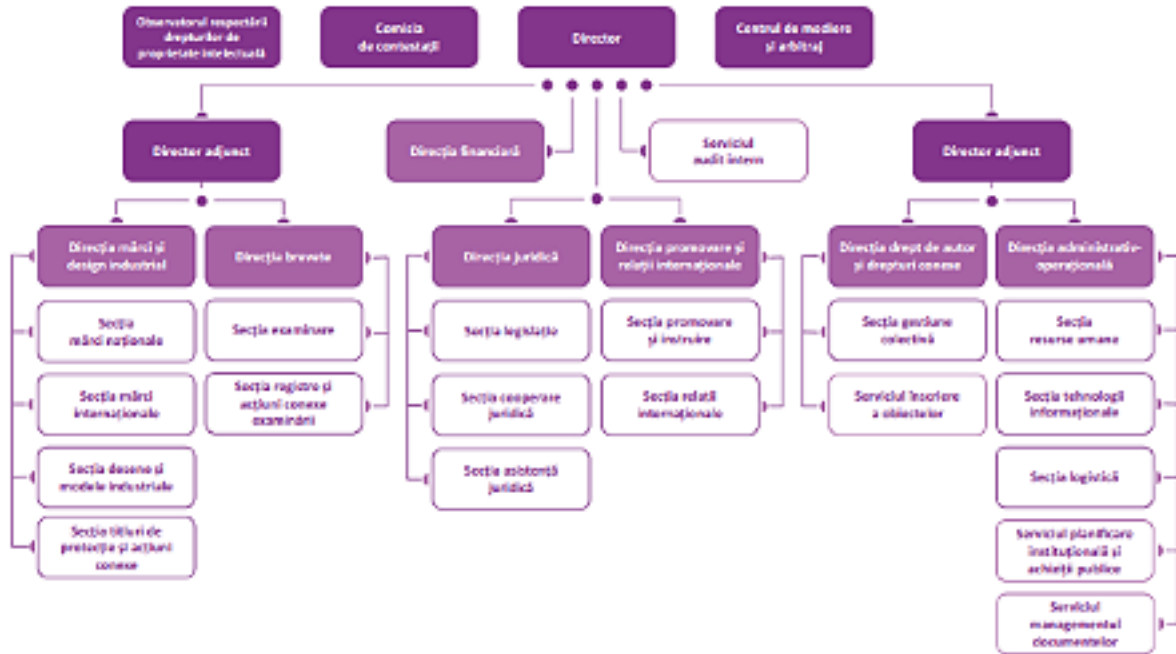 Observatorul respectării
drepturilor de
proprietate intelectuală
Comisia
de contestații
Director
Centrul de mediere
și arbitraj
Director adjunct
Direcția financiară
Serviciul
audit intern
Director adjunct
Direcția mărci și
design industrial
Direcția brevete
Direcția juridică
Direcția promovare și
relații internaționale
Direcția drept de autor
și drepturi conexe
Direcția administrativ-
operațională
Secția
mărci naționale
Secția examinare
Secția legislație
Secția promovare
și instruire
Secția gestiune
colectivă
Secția
resurse umane
Secția mărci
internaționale
Secția registre și
acțiuni conexe
examinării
Secția cooperare
juridică
Secția relații
internaționale
Serviciul înscriere
a obiectelor
Secția tehnologii
informaționale
Secția desene și
modele industriale
Secția asistență
juridică
Secția logistică
Secția titluri de
protecție și acțiuni
conexe
Serviciul planificare
instituțională și
achiziții publice
Serviciul
managementul
documentelor